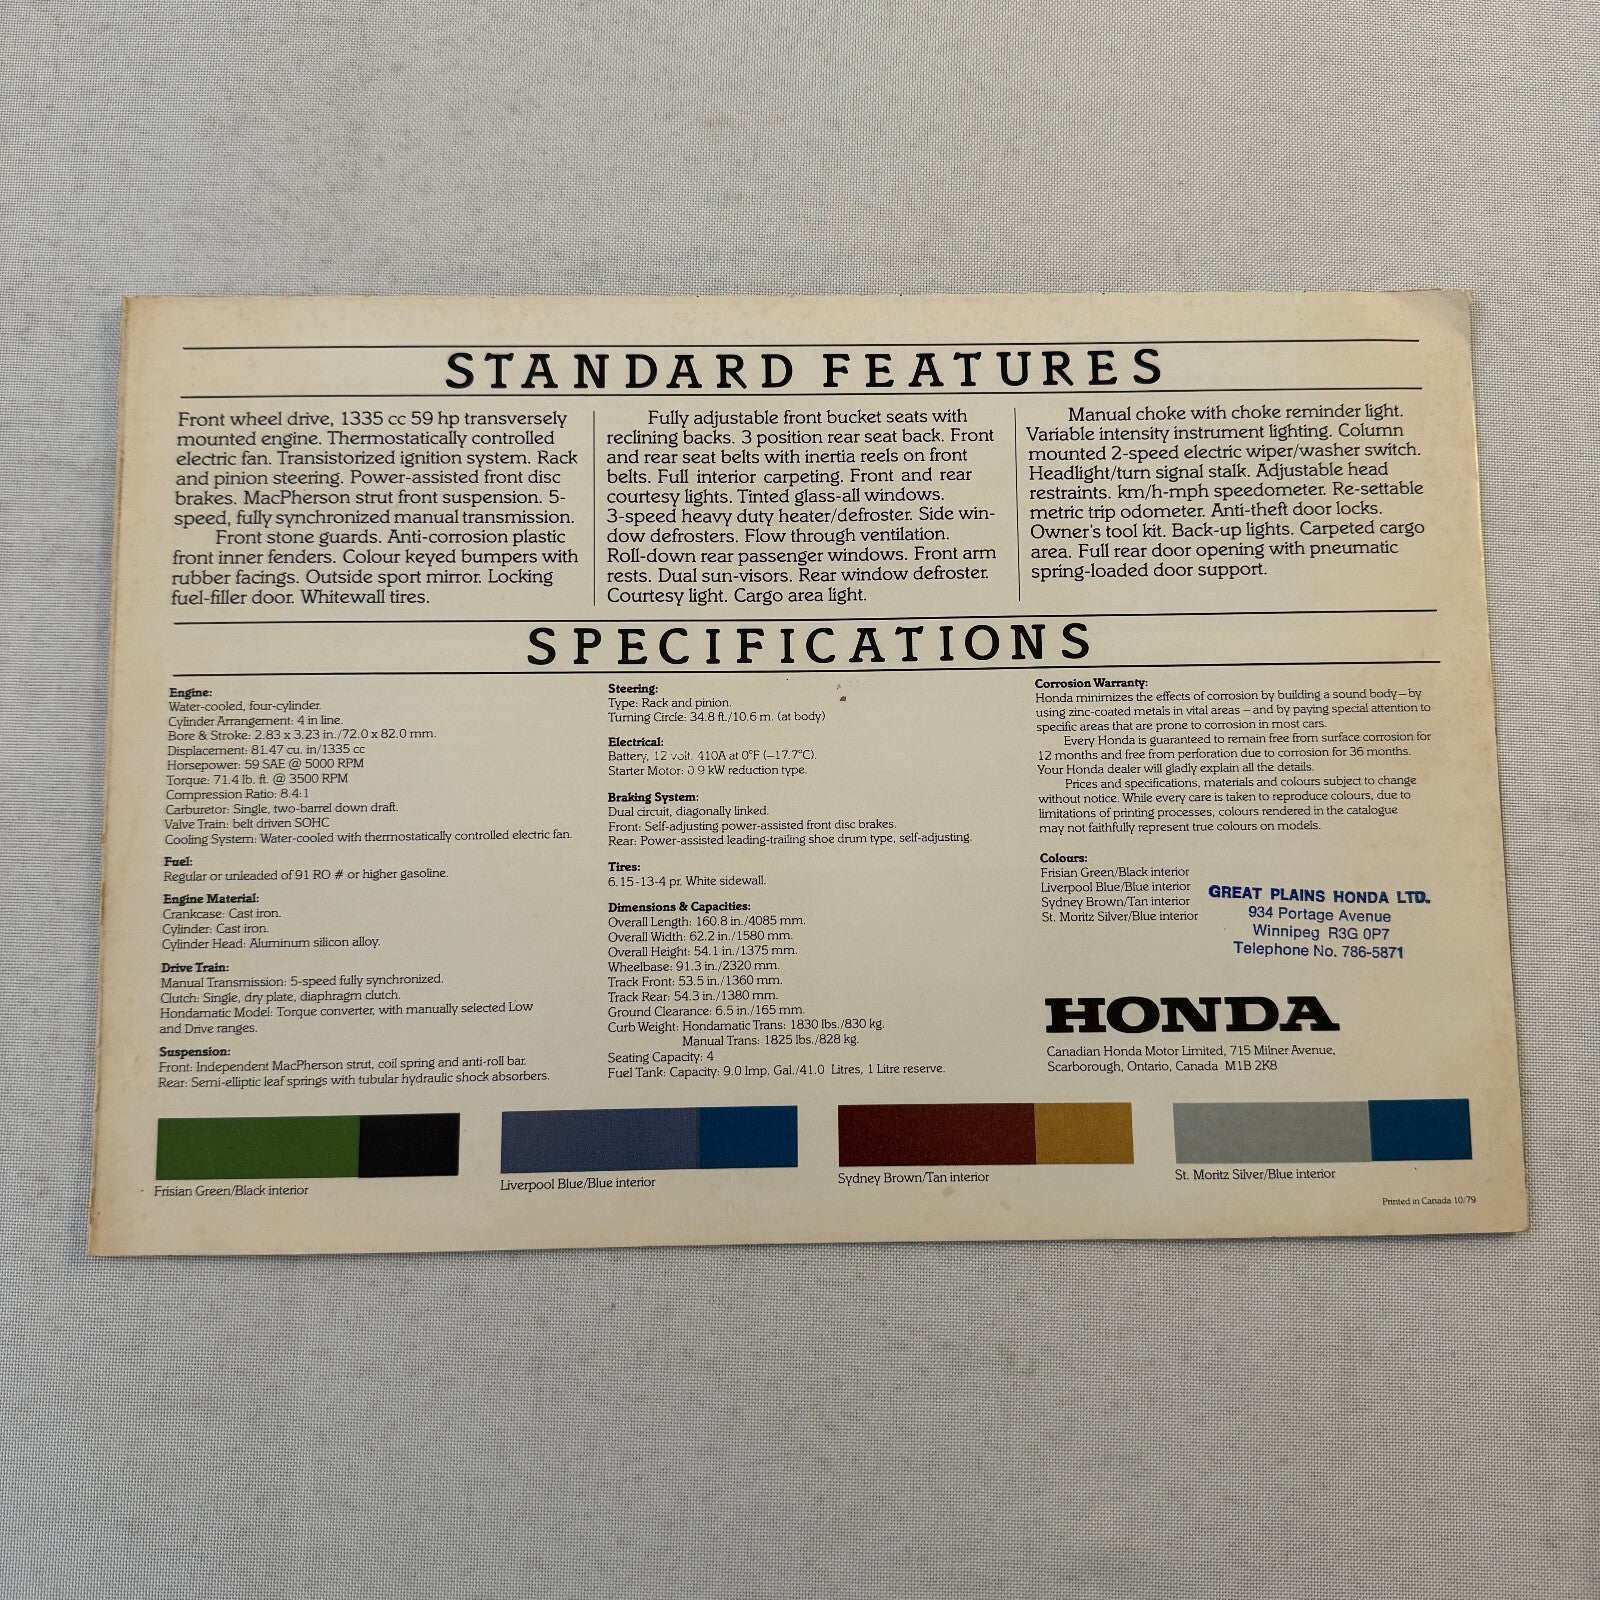 STANDARD FEATURES
Front wheel drive, 1335 cc 59 hp transversely
mounted engine. Thermostatically controlled
electric fan. Transistorized ignition system. Rack
and pinion steering. Power-assisted front disc
brakes. MacPherson strut front suspension. 5-
speed, fully synchronized manual transmission.
Front stone guards. Anti-corrosion plastic
front inner fenders. Colour keyed bumpers with
rubber facings. Outside sport mirror. Locking
fuel-filler door. Whitewall tires.
Fully adjustable front bucket seats with
reclining backs. 3 position rear seat back. Front
and rear seat belts with inertia reels on front
belts. Full interior carpeting. Front and rear
courtesy lights. Tinted glass-all windows.
3-speed heavy duty heater/defroster. Side win-
dow defrosters. Flow through ventilation.
Roll-down rear passenger windows. Front arm
rests. Dual sun-visors. Rear window defroster.
Courtesy light. Cargo area light.
Manual choke with choke reminder light.
Variable intensity instrument lighting. Column
mounted 2-speed electric wiper/washer switch.
Headlight/turn signal stalk. Adjustable head
restraints. km/h-mph speedometer. Re-settable
metric trip odometer. Anti-theft door locks.
Owner's tool kit. Back-up lights. Carpeted cargo
area. Full rear door opening with pneumatic
spring-loaded door support.
SPECIFICATIONS
Engine:
Water-cooled, four-cylinder.
Cylinder Arrangement: 4 in line.
Bore & Stroke: 2.83 x 3.23 in./72.0 x 82.0 mm.
Displacement: 81.47 cu. in/1335 cc
Horsepower: 59 SAE @ 5000 RPM
Torque: 71.4 lb. ft. @ 3500 RPM
Compression Ratio: 8.4:1
Carburetor: Single, two-barrel down draft.
Valve Train: belt driven SOHC
Cooling System: Water-cooled with thermostatically controlled electric fan.
Fuel:
Regular or unleaded of 91 RO # or higher gasoline.
Engine Material:
Crankcase: Cast iron.
Cylinder: Cast iron.
Cylinder Head: Aluminum silicon alloy.
Drive Train:
Manual Transmission: 5-speed fully synchronized.
Clutch: Single, dry plate, diaphragm clutch.
Hondamatic Model: Torque converter, with manually selected Low
and Drive ranges.
Suspension:
Front: Independent MacPherson strut, coil spring and anti-roll bar.
Rear: Semi-elliptic leaf springs with tubular hydraulic shock absorbers.
Steering:
Type: Rack and pinion.
Turning Circle: 34.8 ft./10.6 m. (at body)
Electrical:
Battery, 12 volt. 410A at 0°F (–17.7°C).
Starter Motor: 0.9 kW reduction type.
Braking System:
Dual circuit, diagonally linked.
Front: Self-adjusting power-assisted front disc brakes.
Rear: Power-assisted leading-trailing shoe drum type, self-adjusting.
Tires:
6.15-13-4 pr. White sidewall.
Dimensions & Capacities:
Overall Length: 160.8 in./4085 mm.
Overall Width: 62.2 in./1580 mm.
Overall Height: 54.1 in./1375 mm.
Wheelbase: 91.3 in./2320 mm.
Track Front: 53.5 in./1360 mm.
Track Rear: 54.3 in./1380 mm.
Ground Clearance: 6.5 in./165 mm.
Curb Weight: Hondamatic Trans: 1830 lbs./830 kg.
Manual Trans: 1825 lbs./828 kg.
Seating Capacity: 4
Fuel Tank: Capacity: 9.0 Imp. Gal./41.0 Litres, 1 Litre reserve.
Corrosion Warranty:
Honda minimizes the effects of corrosion by building a sound body—by
using zinc-coated metals in vital areas – and by paying special attention to
specific areas that are prone to corrosion in most cars.
Every Honda is guaranteed to remain free from surface corrosion for
12 months and free from perforation due to corrosion for 36 months.
Your Honda dealer will gladly explain all the details.
Prices and specifications, materials and colours subject to change
without notice. While every care is taken to reproduce colours, due to
limitations of printing processes, colours rendered in the catalogue
may not faithfully represent true colours on models.
Colours:
Frisian Green/Black interior
Liverpool Blue/Blue interior
Sydney Brown/Tan interior
St. Moritz Silver/Blue interior
GREAT PLAINS HONDA LTD.
934 Portage Avenue
Winnipeg R3G 0P7
Telephone No. 786-5871
HONDA
Canadian Honda Motor Limited, 715 Milner Avenue,
Scarborough, Ontario, Canada M1B 2K8
Frisian Green/Black interior
Liverpool Blue/Blue interior
Sydney Brown/Tan interior
St. Moritz Silver/Blue interior
Printed in Canada 10/79